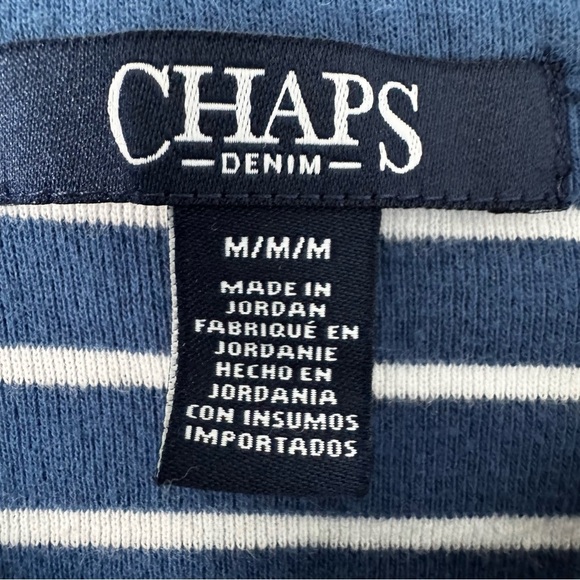 CHAPS
DENIM
M/M/M
MADE IN
JORDAN
FABRIQUÉ EN
JORDANIE
HECHO EN
JORDANIA
CON INSUMOS
IMPORTADOS